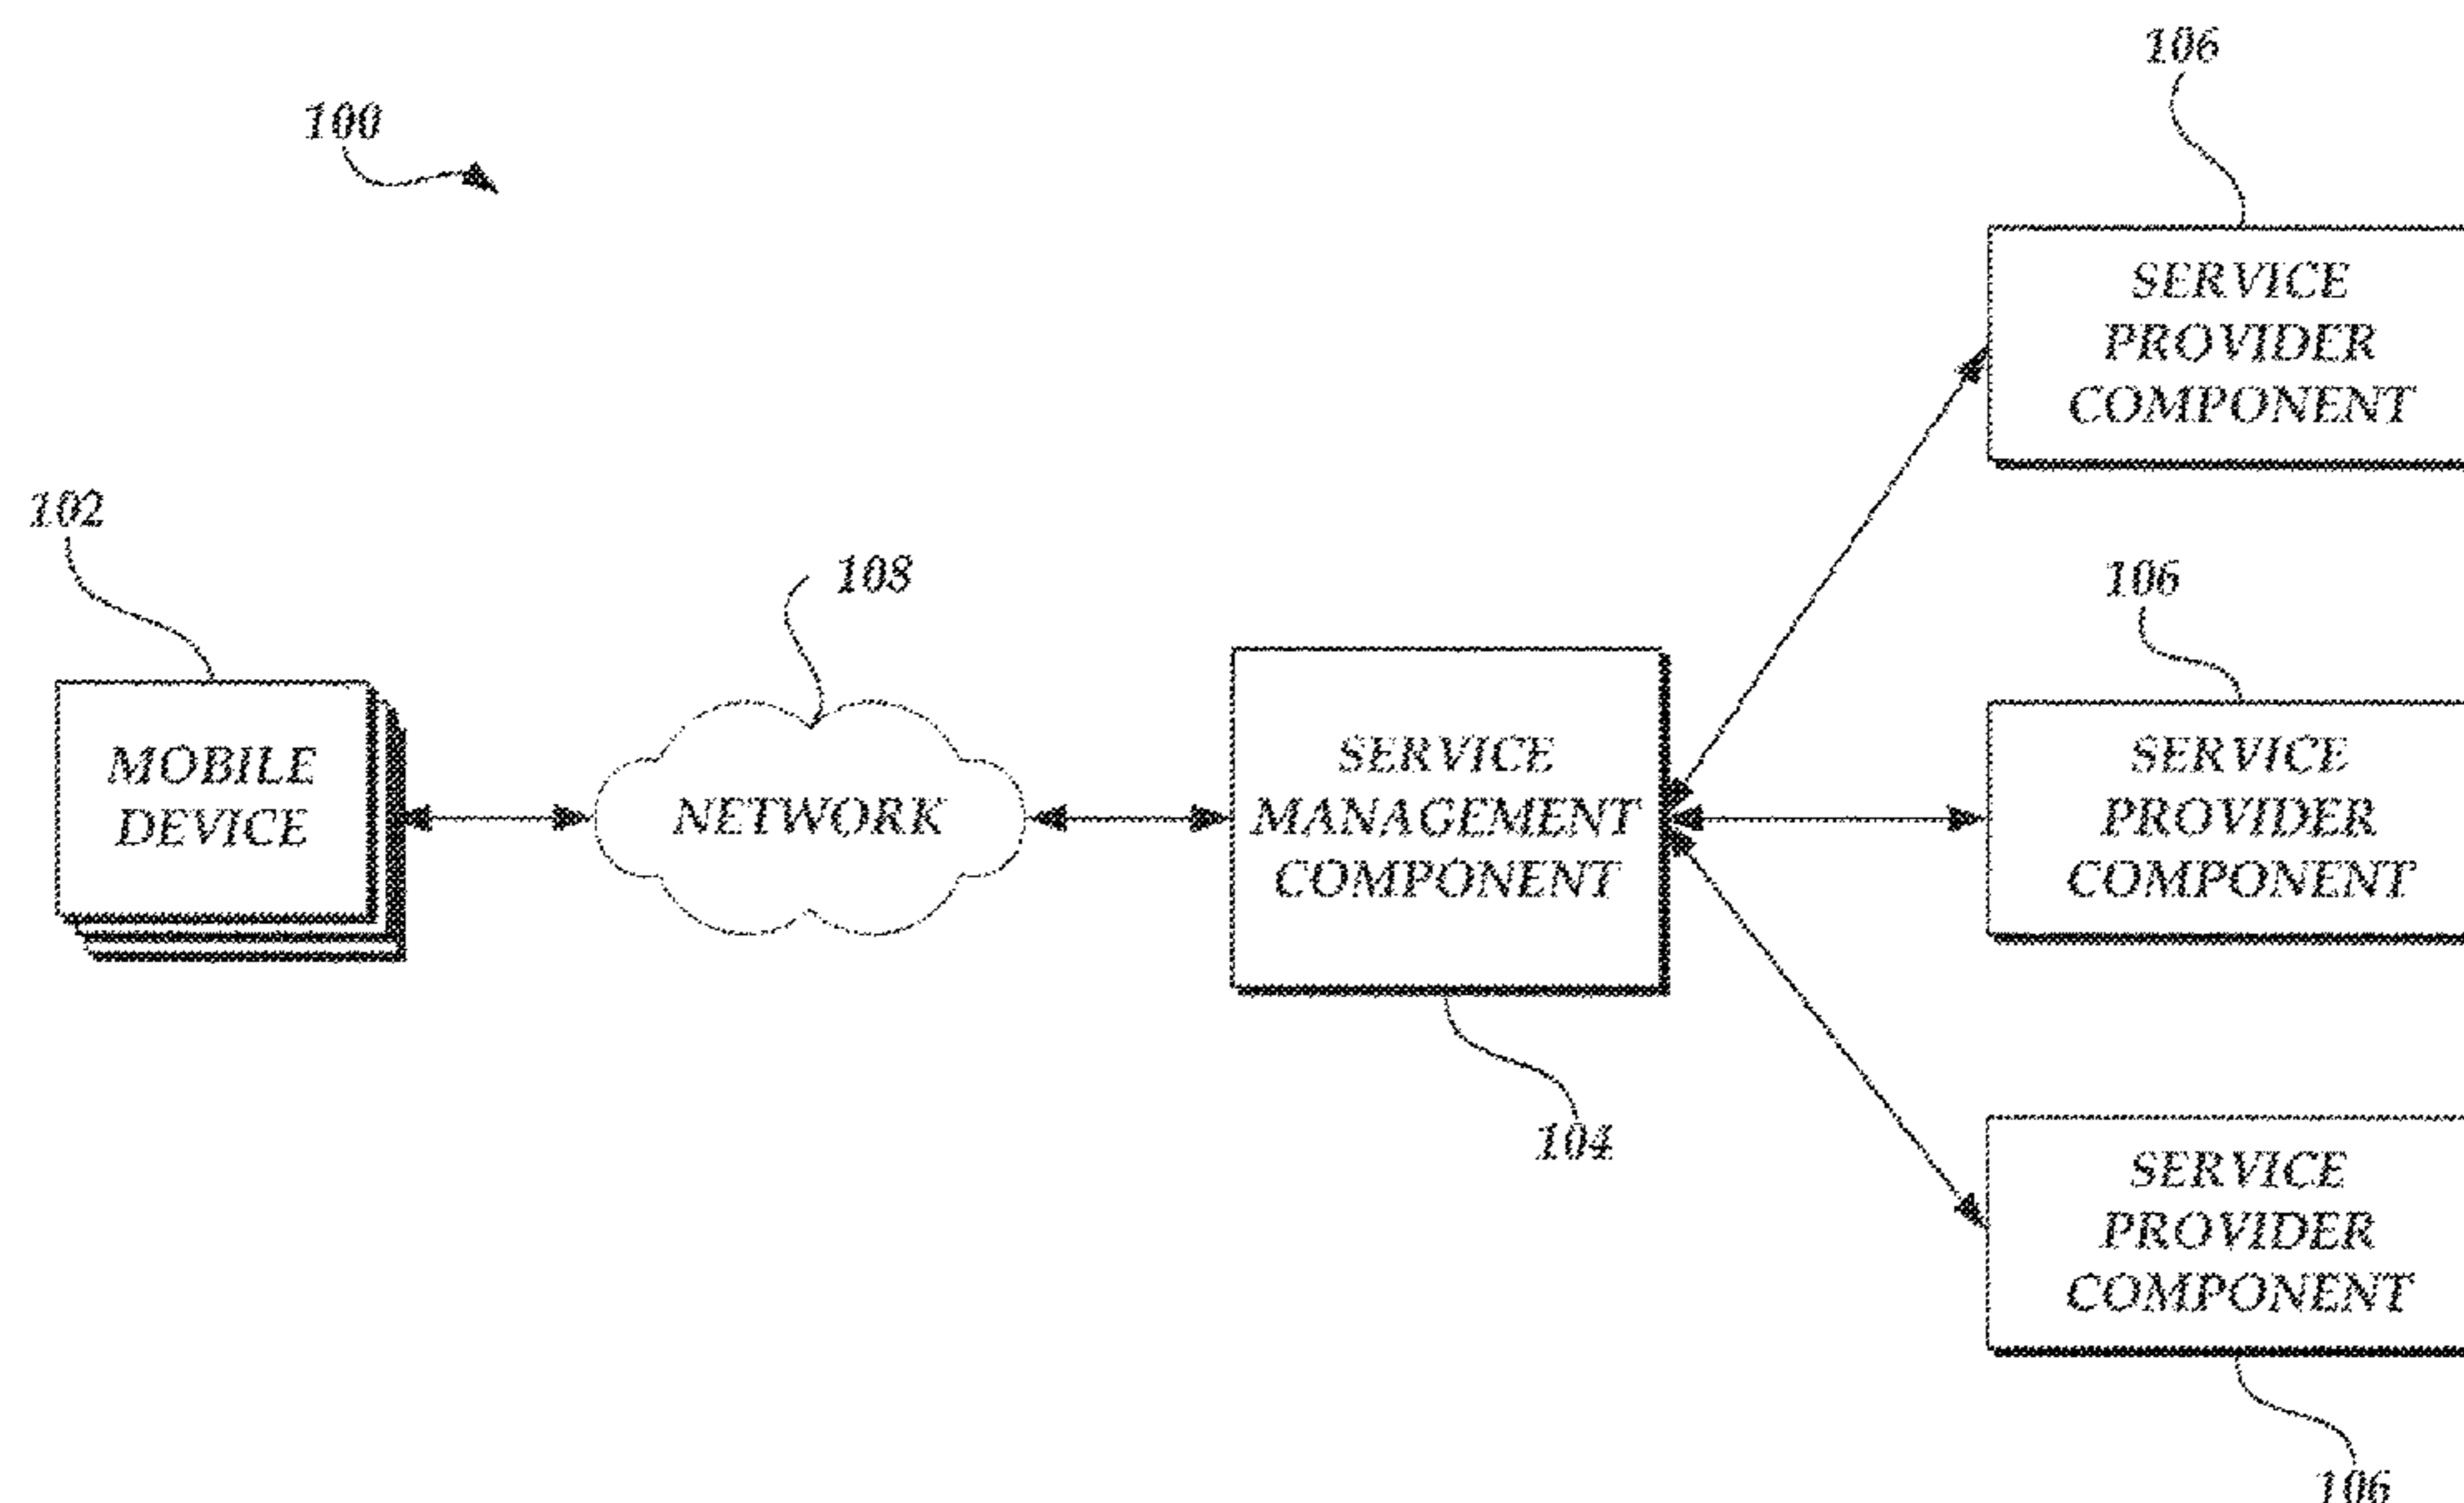 100
106
SERVICE
PROVIDER
COMPONENT
102
108
106
MOBILE
DEVICE
NETWORK
SERVICE
MANAGEMENT
COMPONENT
SERVICE
PROVIDER
COMPONENT
104
SERVICE
PROVIDER
COMPONENT
106